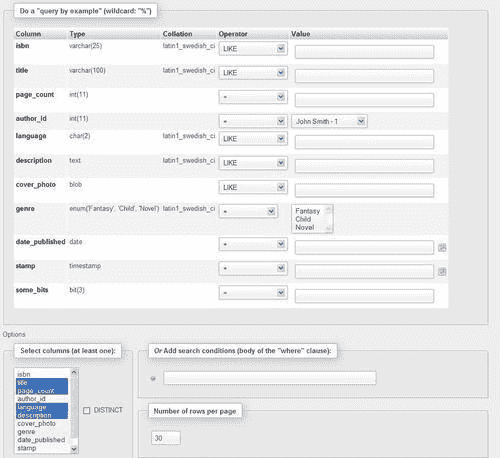 Do a "query by example" (wildcard: "%")
Column Type Collation Operator Value
isbn varchar(25) latin1_swedish_ci LIKE
title varchar(100) latin1_swedish_ci LIKE
page_count int(11) =
author_id int(11) = John Smith - 1
language char(2) latin1_swedish_ci LIKE
description text latin1_swedish_ci LIKE
cover_photo blob LIKE
genre enum('Fantasy', 'Child', 'Novel') latin1_swedish_ci = Fantasy
Child
Novel
date_published date =
stamp timestamp =
some_bits bit(3) =
Options
Select columns (at least one):
isbn
title
page_count
author_id
language
description
cover_photo
genre
date_published
stamp
DISTINCT
Or Add search conditions (body of the "where" clause):
Number of rows per page
30